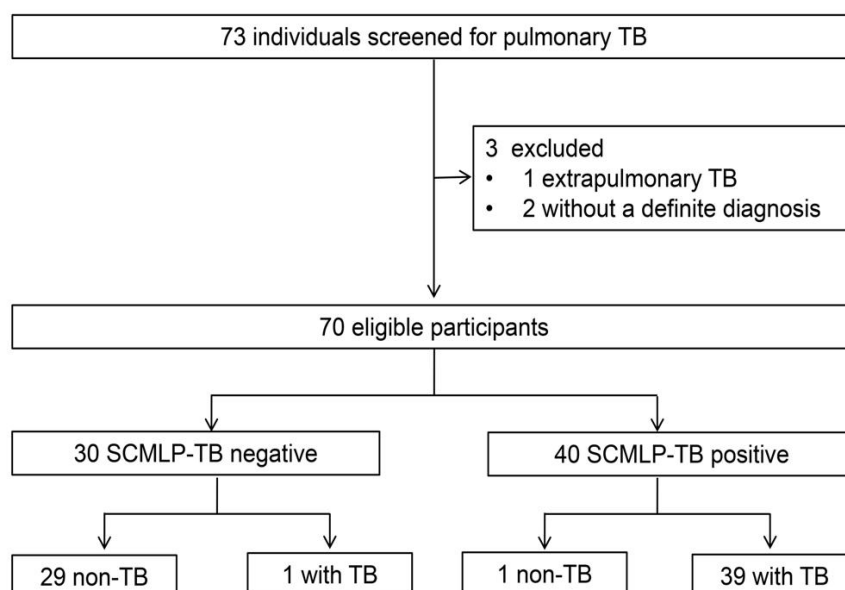 73 individuals screened for pulmonary TB
3 excluded
• 1 extrapulmonary TB
• 2 without a definite diagnosis
70 eligible participants
30 SCMLP-TB negative
40 SCMLP-TB positive
29 non-TB
1 with TB
1 non-TB
39 with TB